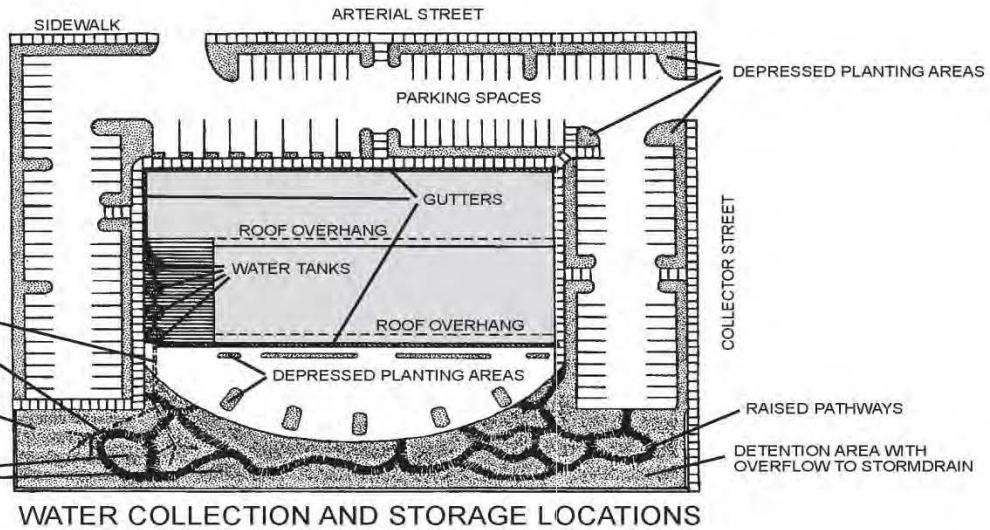 ARTERIAL STREET
SIDEWALK
DEPRESSED PLANTING AREAS
PARKING SPACES
GUTTERS
ROOF OVERHANG
WATER TANKS
COLLECTOR STREET
ROOF OVERHANG
DEPRESSED PLANTING AREAS
RAISED PATHWAYS
DETENTION AREA WITH
OVERFLOW TO STORMDRAIN
WATER COLLECTION AND STORAGE LOCATIONS